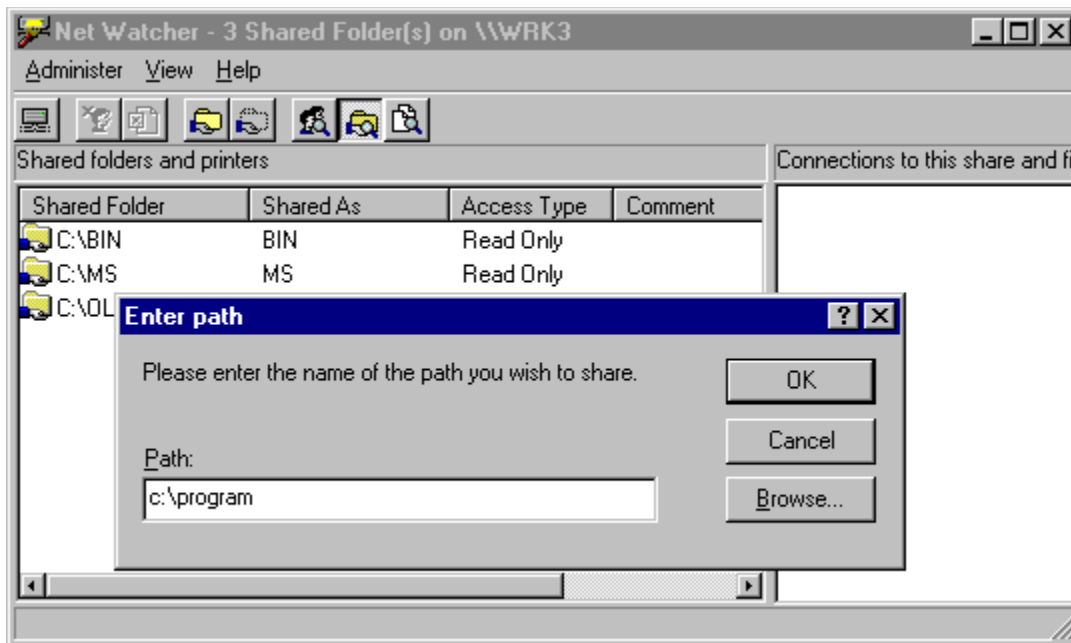 Net Watcher - 3 Shared Folder(s) on \\WRK3
Administer View Help
Shared folders and printers
Connections to this share and fi
Shared Folder Shared As Access Type Comment
C:\BIN BIN Read Only
C:\MS MS Read Only
C:\OL
Enter path
Please enter the name of the path you wish to share.
OK
Cancel
Path:
c:\program
Browse...